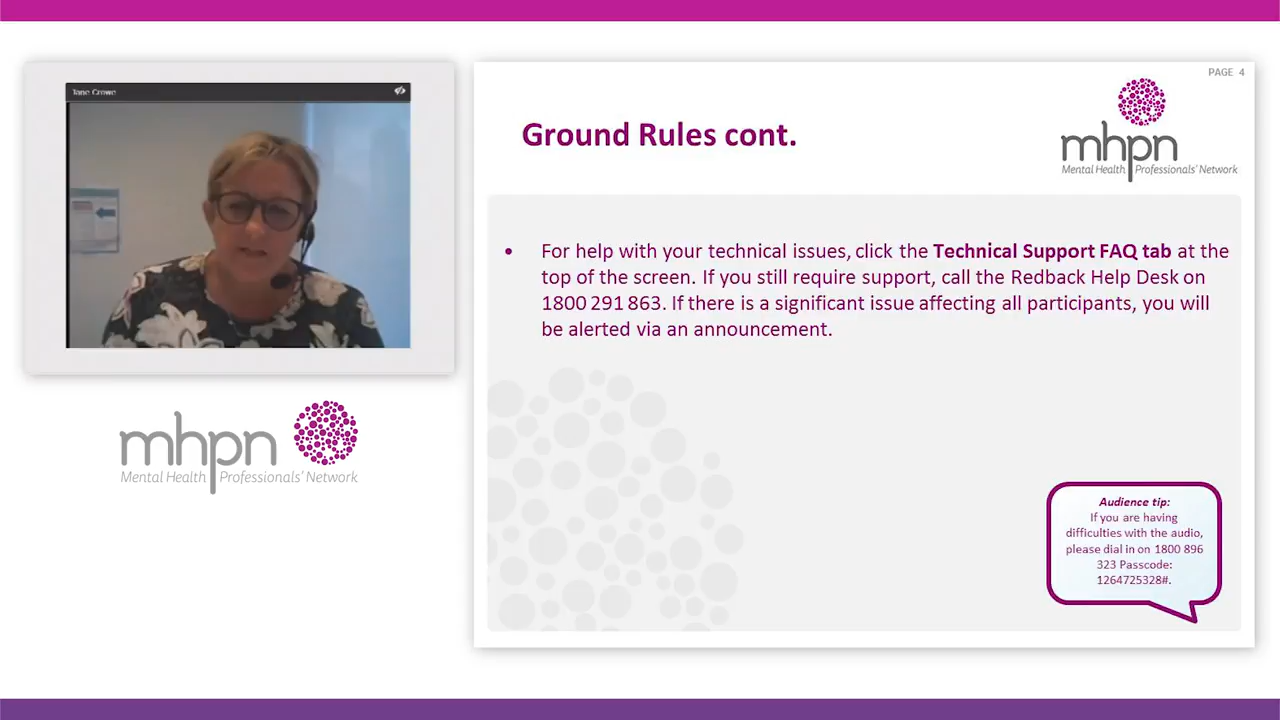 Jane Crowe
mhpn
Mental Health Professionals' Network
PAGE 4
Ground Rules cont.
mhpn
Mental Health Professionals' Network
• For help with your technical issues, click the Technical Support FAQ tab at the
top of the screen. If you still require support, call the Redback Help Desk on
1800 291 863. If there is a significant issue affecting all participants, you will
be alerted via an announcement.
Audience tip:
If you are having
difficulties with the audio,
please dial in on 1800 896
323 Passcode:
1264725328#.